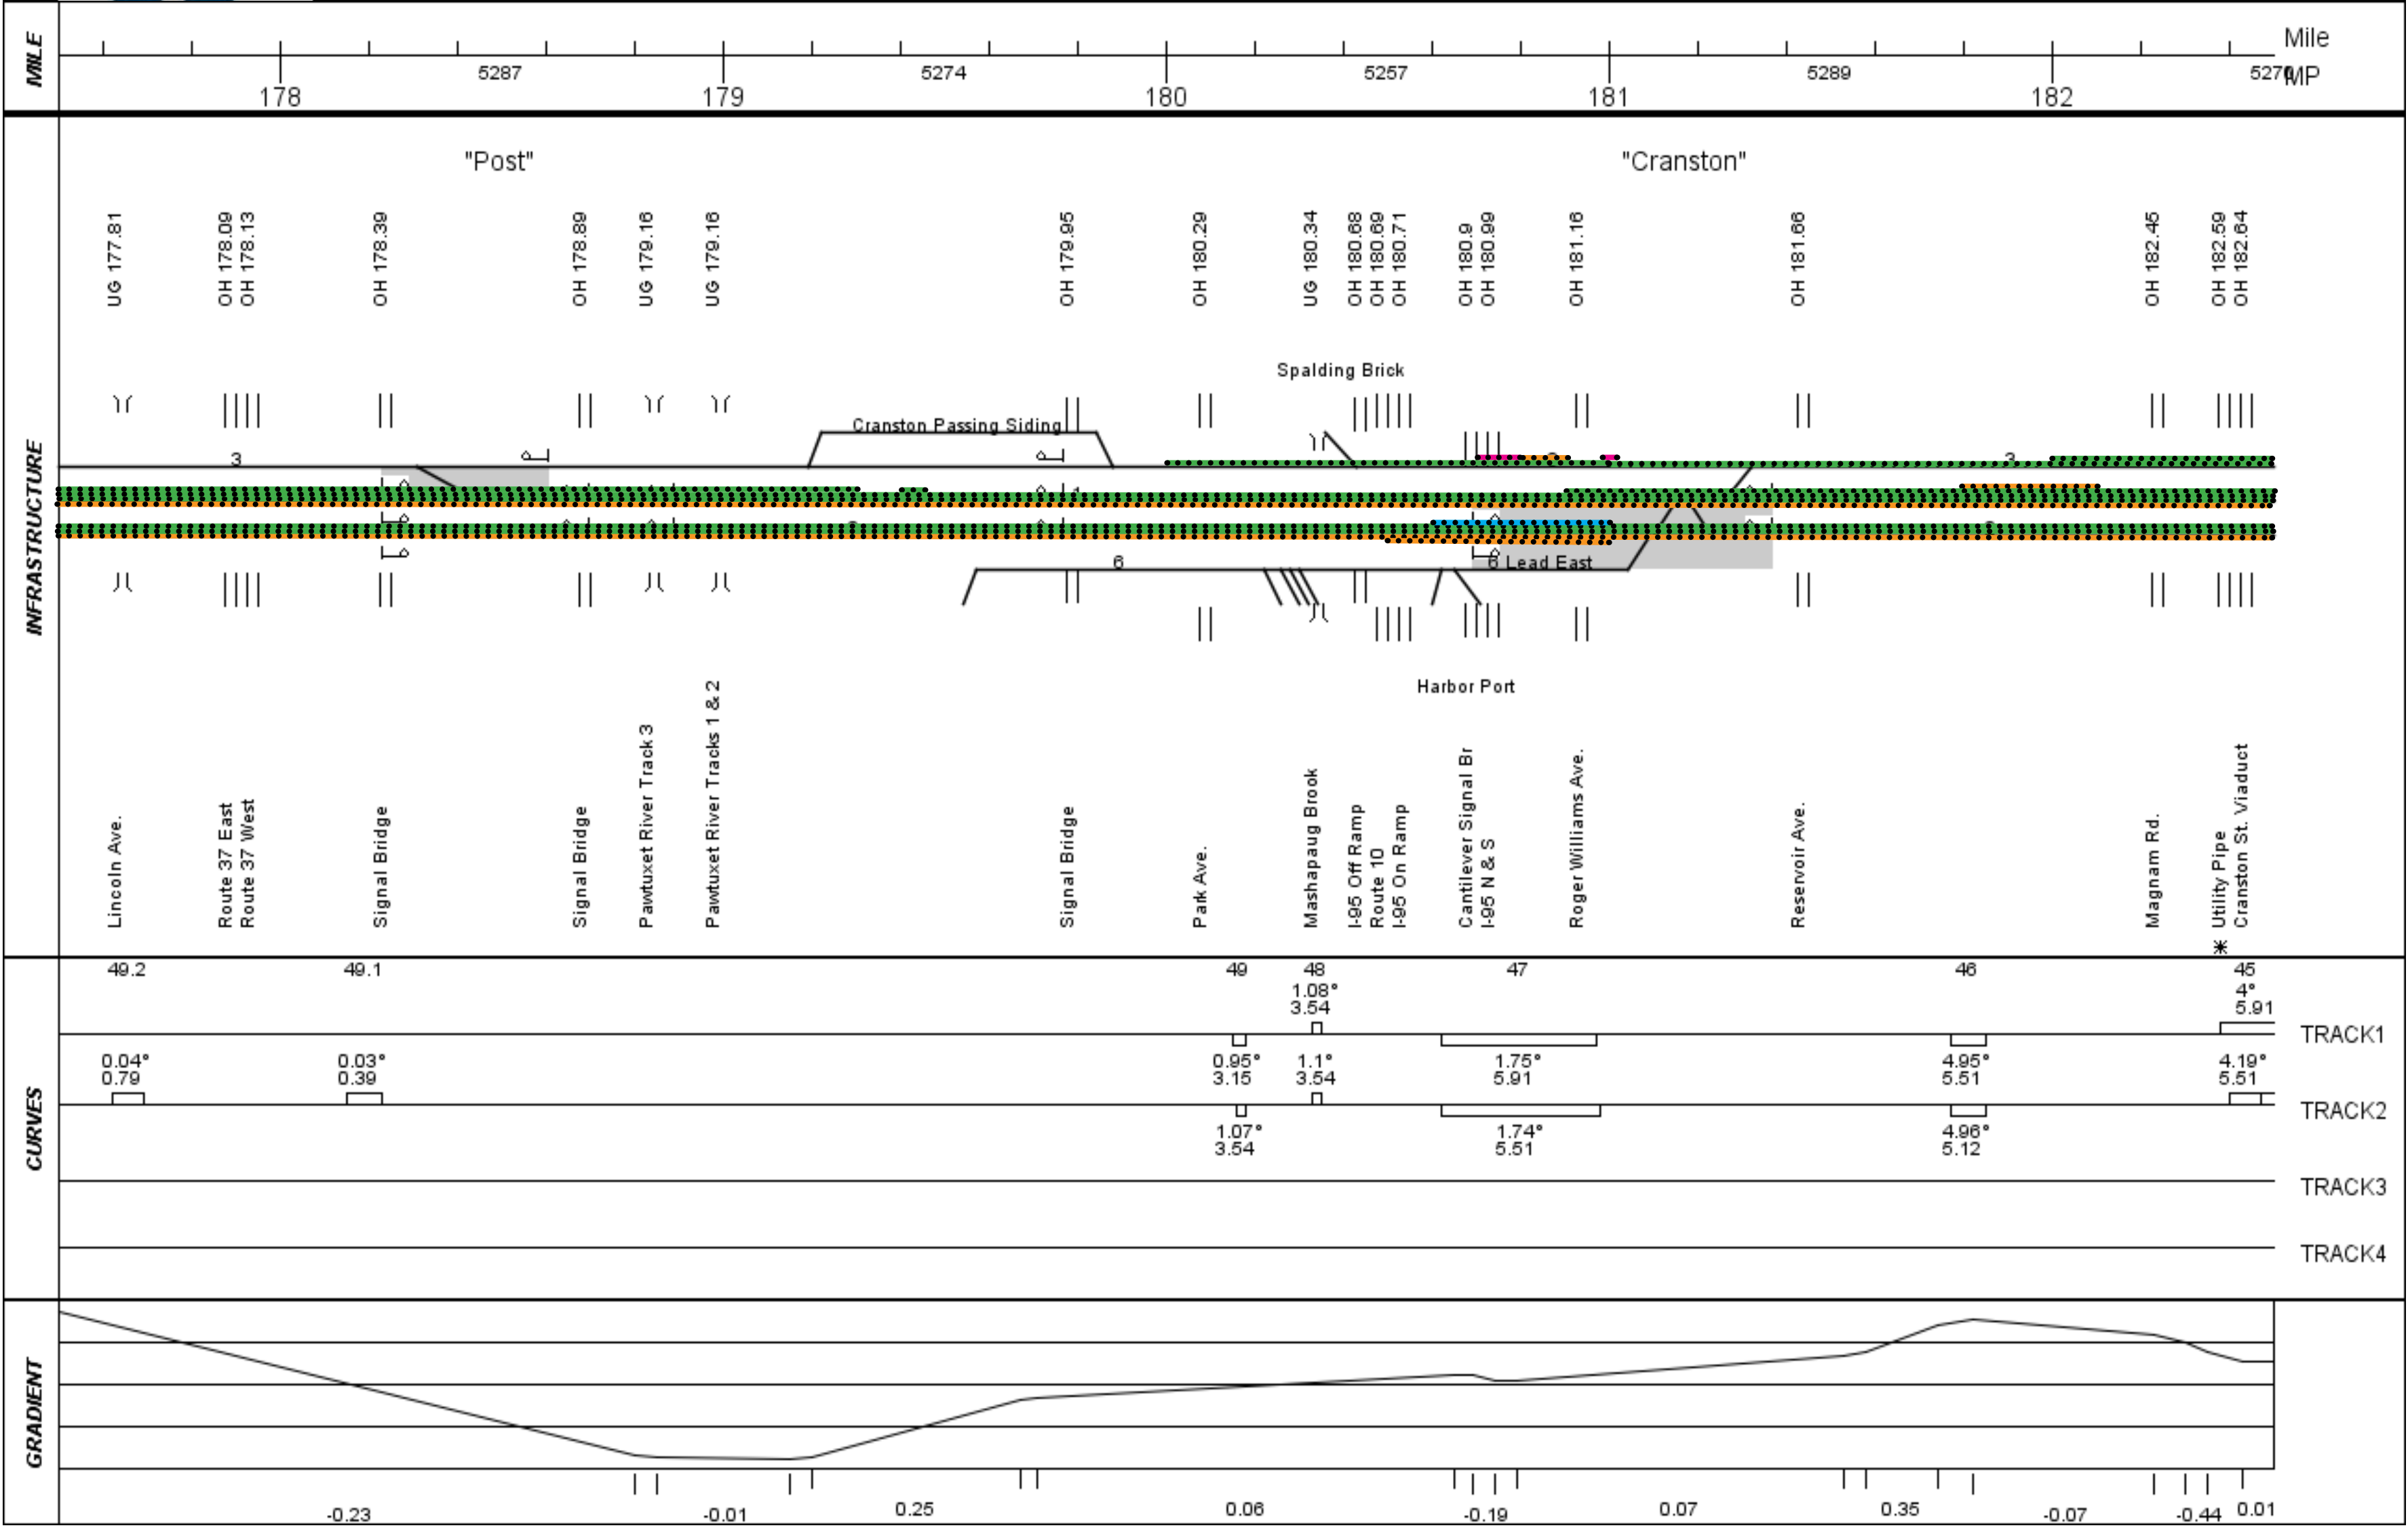 MILE
Mile
5287 5274 5257 5289 5270
MP
178 179 180 181 182
INFRASTRUCTURE
"Post" "Cranston"
UG 177.81
OH 178.09
OH 178.13
OH 178.39
OH 178.89
UG 179.16
UG 179.16
OH 179.95
OH 180.29
UG 180.34
OH 180.68
OH 180.69
OH 180.71
OH 180.9
OH 180.99
OH 181.16
OH 181.66
OH 182.45
OH 182.59
OH 182.64
Spalding Brick
Cranston Passing Siding
3 3
6 6 Lead East
Harbor Port
Lincoln Ave.
Route 37 East
Route 37 West
Signal Bridge
Signal Bridge
Pawtuxet River Track 3
Pawtuxet River Tracks 1 & 2
Signal Bridge
Park Ave.
Mashapaug Brook
I-95 Off Ramp
Route 10
I-95 On Ramp
Cantilever Signal Br
I-95 N & S
Roger Williams Ave.
Reservoir Ave.
Magnam Rd.
* Utility Pipe
Cranston St. Viaduct
CURVES
49.2 49.1 49 48 47 46 45
1.08° 4°
3.54 5.91
TRACK1
0.04° 0.03° 0.95° 1.1° 1.75° 4.95° 4.19°
0.79 0.39 3.15 3.54 5.91 5.51 5.51
TRACK2
1.07° 1.74° 4.96°
3.54 5.51 5.12
TRACK3
TRACK4
GRADIENT
-0.23 -0.01 0.25 0.06 -0.19 0.07 0.35 -0.07 -0.44 0.01